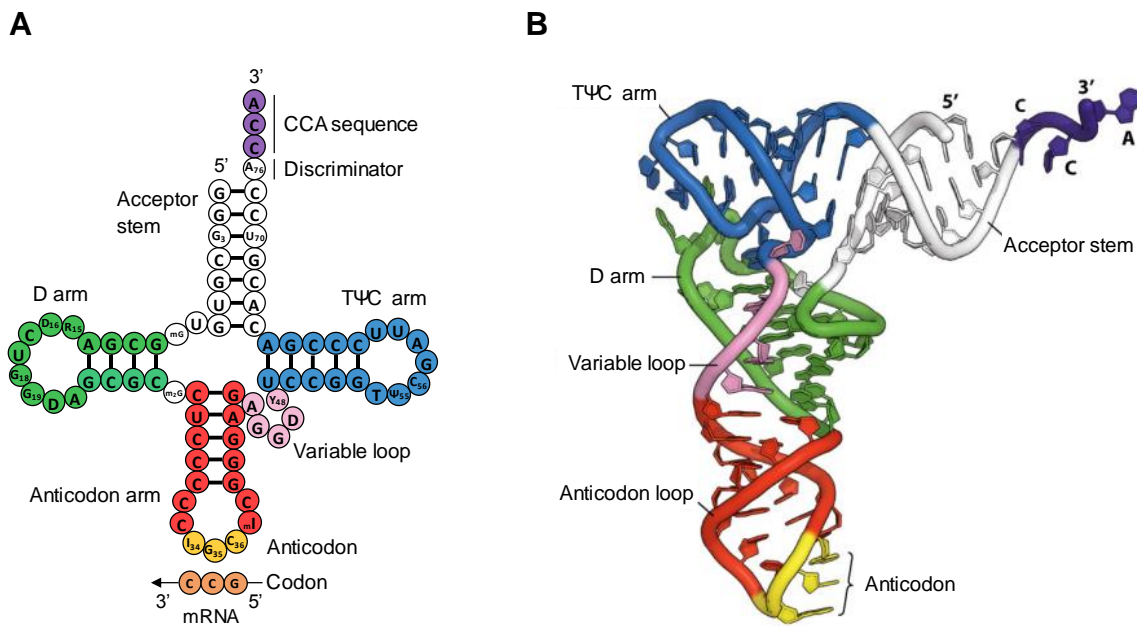 A
3’
A
C
C
CCA sequence
5’
A76
Discriminator
Acceptor
stem
G C
G C
G3 U70
C G
G C
U A
U G C
D arm
TΨC arm
C D16 R15 A G C G mG
U
G18
G19 D A G C G C m2G
A G C C C U U A
G
U C C G G T Ψ55 C56
C G
U A
C G
C G
C G
C C
C mI
A Y48 D
G G
Variable loop
Anticodon arm
I34 G35 C36
Anticodon
C C G
Codon
3’ 5’
mRNA
B
TΨC arm
5’
C
3’
C
A
Acceptor stem
D arm
Variable loop
Anticodon loop
Anticodon